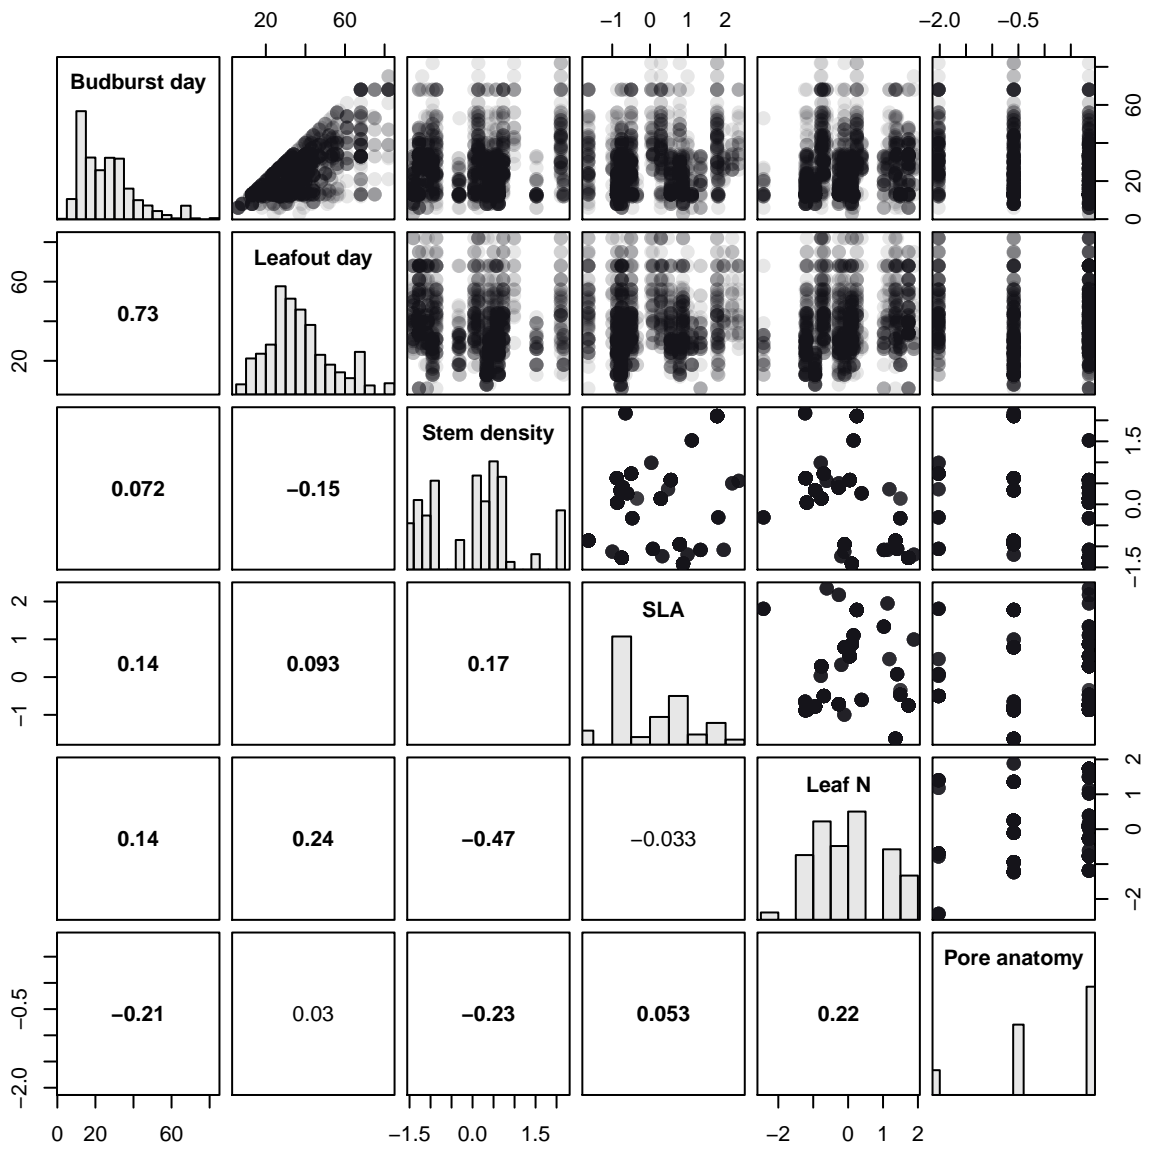 20 60 −1 0 1 2 −2.0 −0.5
Budburst day
0 20 60
20 60
0.73
Leafout day
0.072 −0.15
Stem density
−1.5 0.0 1.5
−1 0 1 2
0.14 0.093 0.17
SLA
0.14 0.24 −0.47 −0.033
Leaf N
−2 0 1 2
−2.0 −0.5
−0.21 0.03 −0.23 0.053 0.22
Pore anatomy
0 20 60 −1.5 0.0 1.5 −2 0 1 2